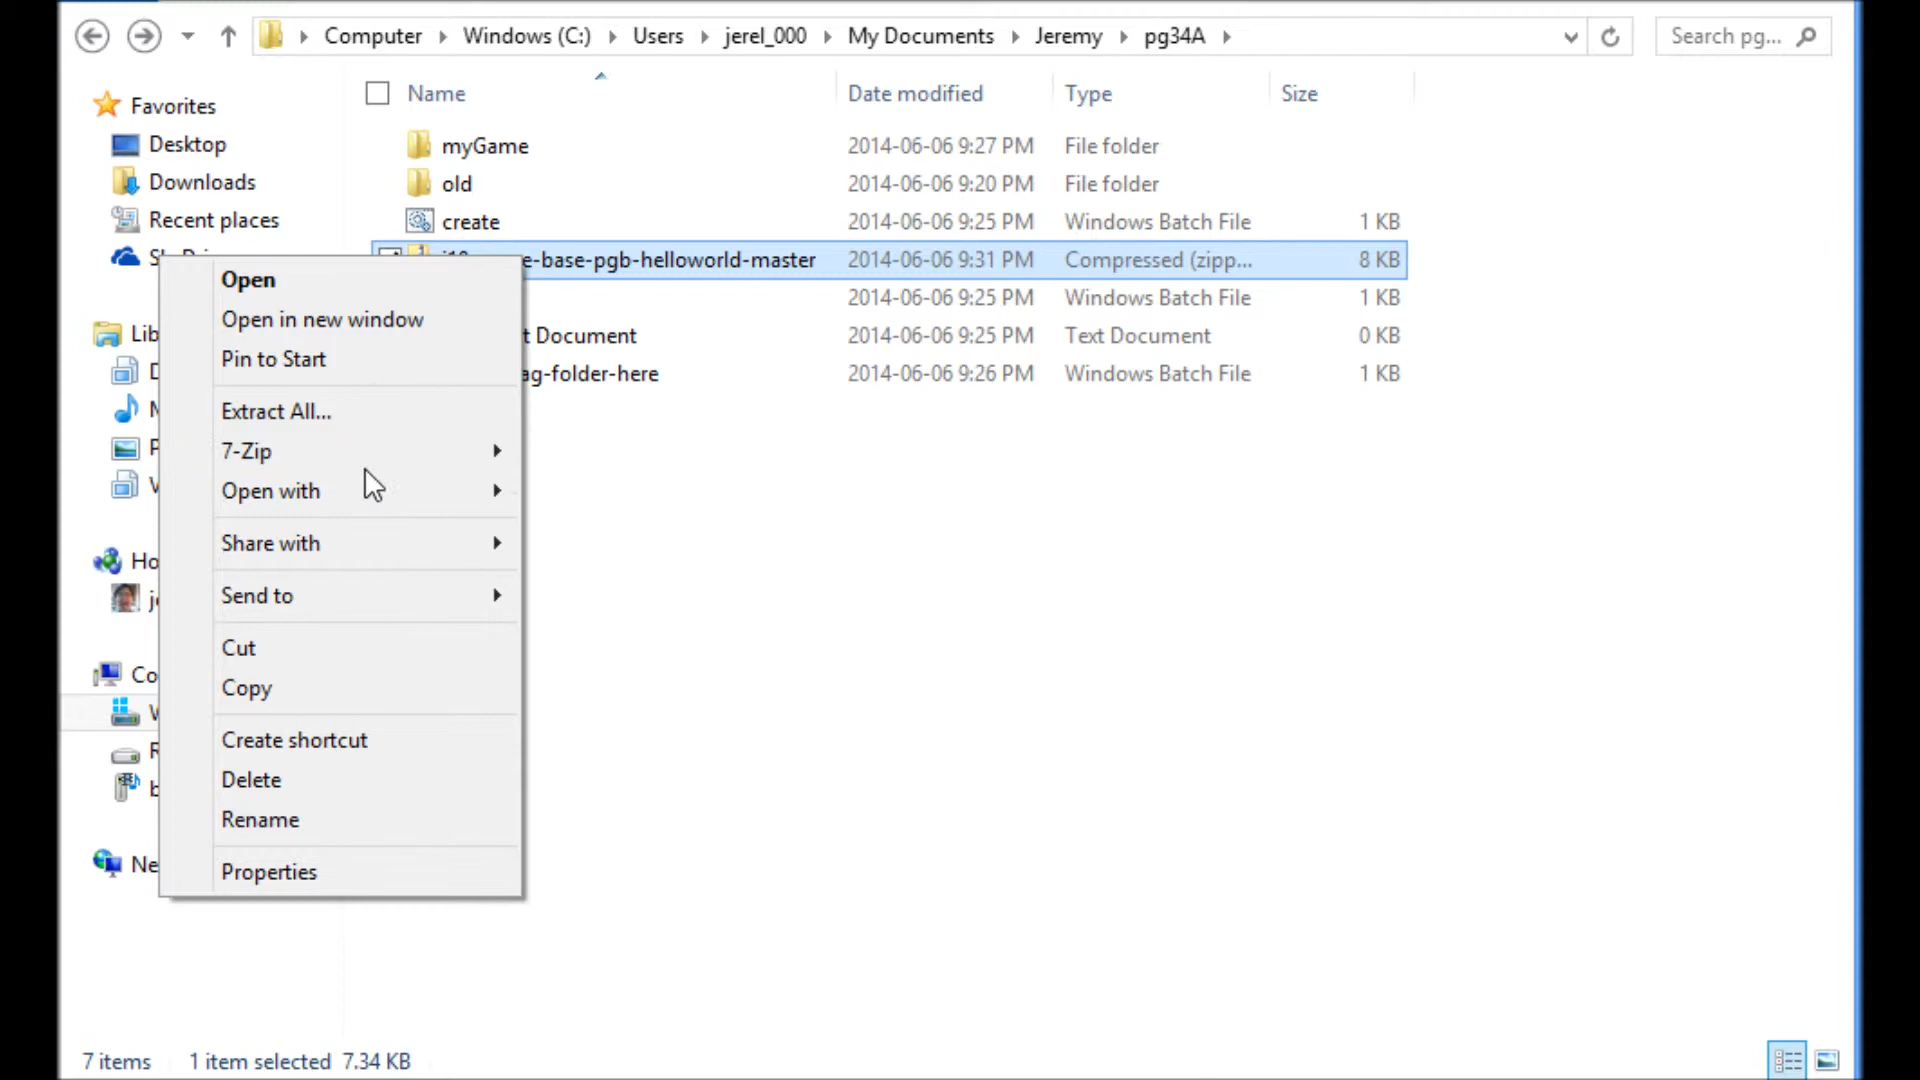 Computer Windows (C:) Users jerel_000 My Documents Jeremy pg34A Search pg...
Name Date modified Type Size
Favorites
Desktop
Downloads
Recent places
myGame 2014-06-06 9:27 PM File folder
old 2014-06-06 9:20 PM File folder
create 2014-06-06 9:25 PM Windows Batch File 1 KB
e-base-pgb-helloworld-master 2014-06-06 9:31 PM Compressed (zipp... 8 KB
2014-06-06 9:25 PM Windows Batch File 1 KB
t Document 2014-06-06 9:25 PM Text Document 0 KB
ag-folder-here 2014-06-06 9:26 PM Windows Batch File 1 KB
Lib
Ho
Co
Ne
Open
Open in new window
Pin to Start
Extract All...
7-Zip
Open with
Share with
Send to
Cut
Copy
Create shortcut
Delete
Rename
Properties
7 items 1 item selected 7.34 KB